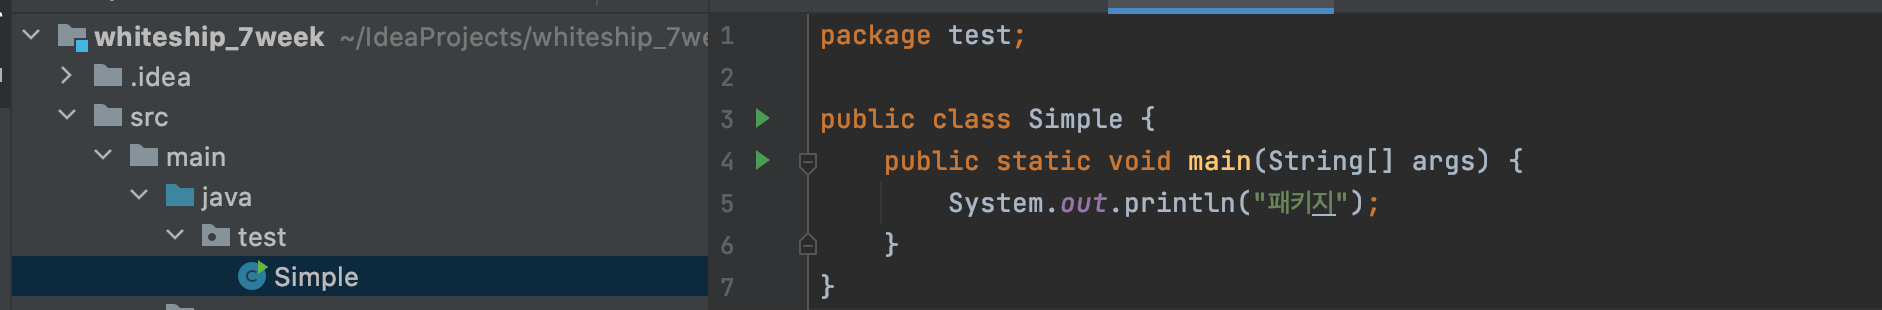 whiteship_7week ~/IdeaProjects/whiteship_7we
.idea
src
main
java
test
Simple
1 package test;
2
3 public class Simple {
4 public static void main(String[] args) {
5 System.out.println("패키지");
6 }
7 }